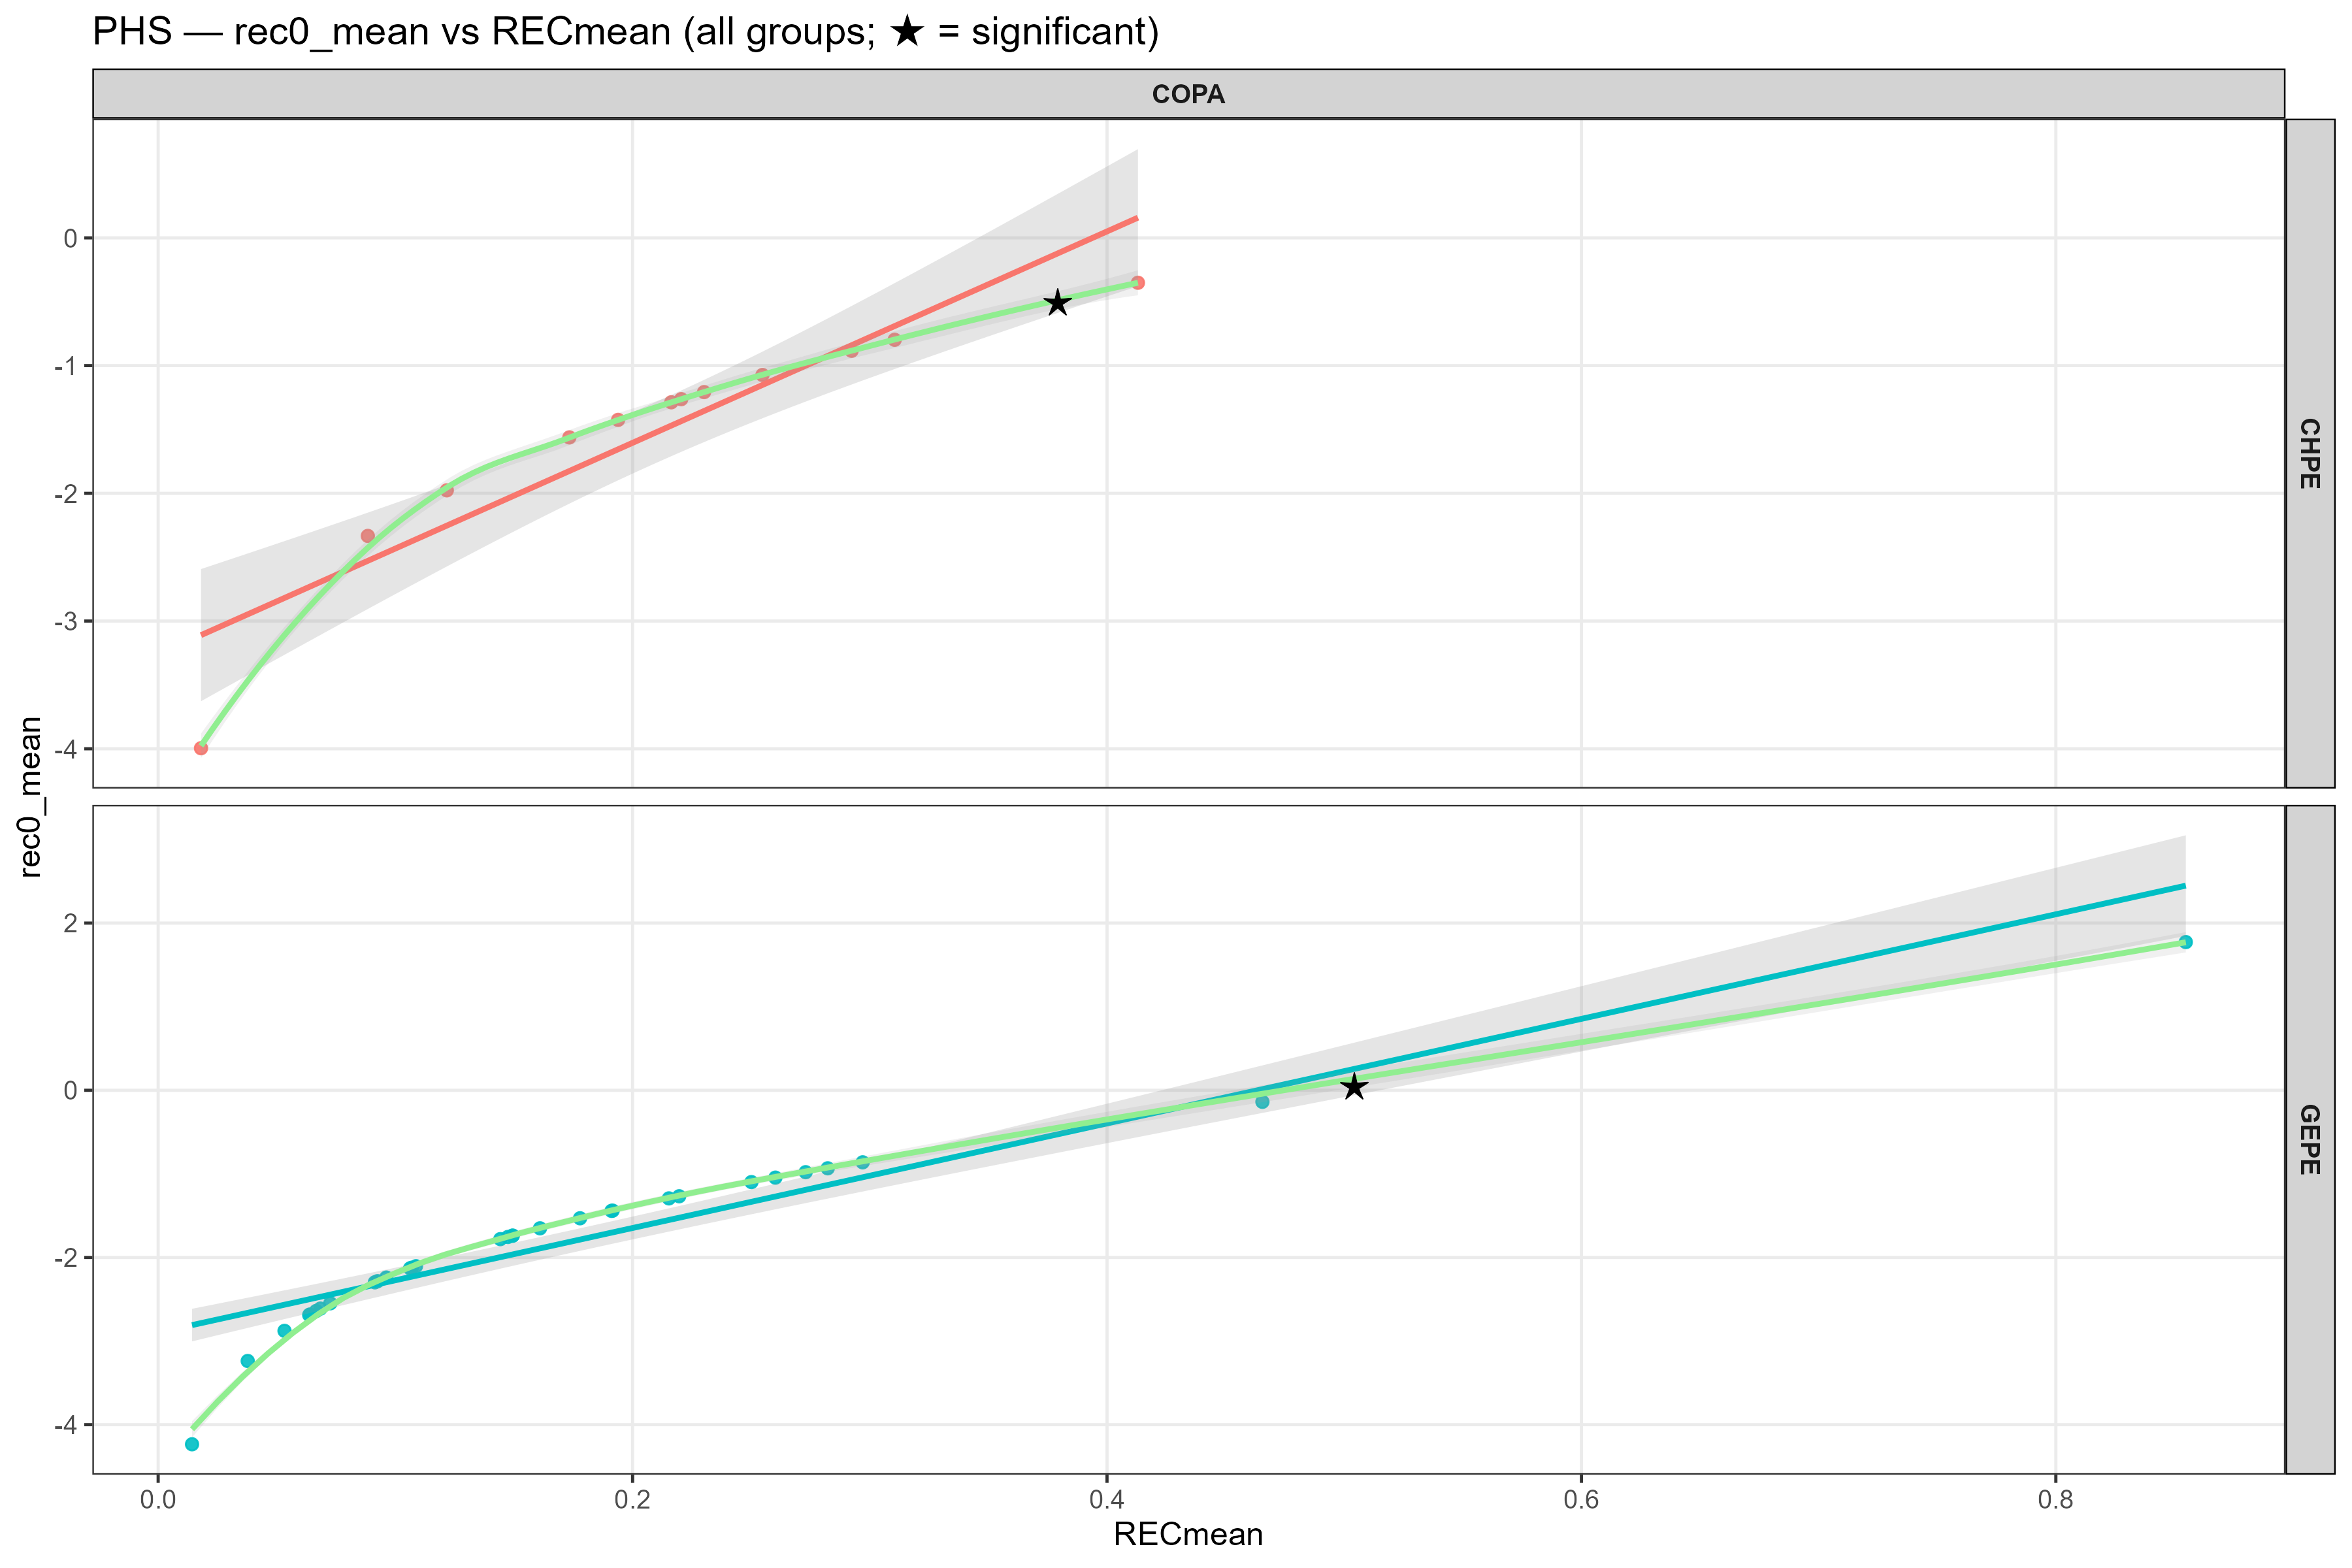 PHS — rec0_mean vs RECmean (all groups; ★ = significant)
COPA
CHPE
0
-1
-2
-3
-4
rec0_mean
GEPE
2
0
-2
-4
0.0 0.2 0.4 0.6 0.8
RECmean